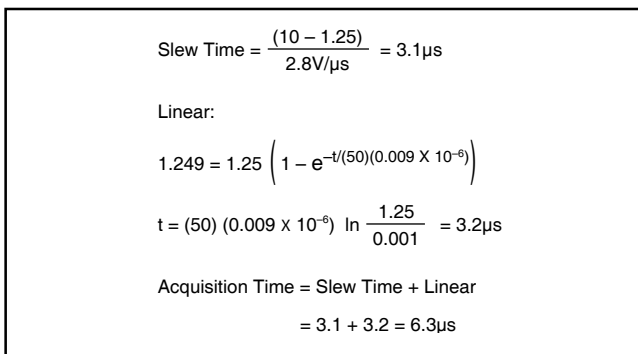 Slew Time = (10 – 1.25) / 2.8V/µs = 3.1µs
Linear:
1.249 = 1.25 (1 – e^–t/(50)(0.009 X 10^–6))
t = (50) (0.009 x 10^–6) ln 1.25 / 0.001 = 3.2µs
Acquisition Time = Slew Time + Linear
= 3.1 + 3.2 = 6.3µs